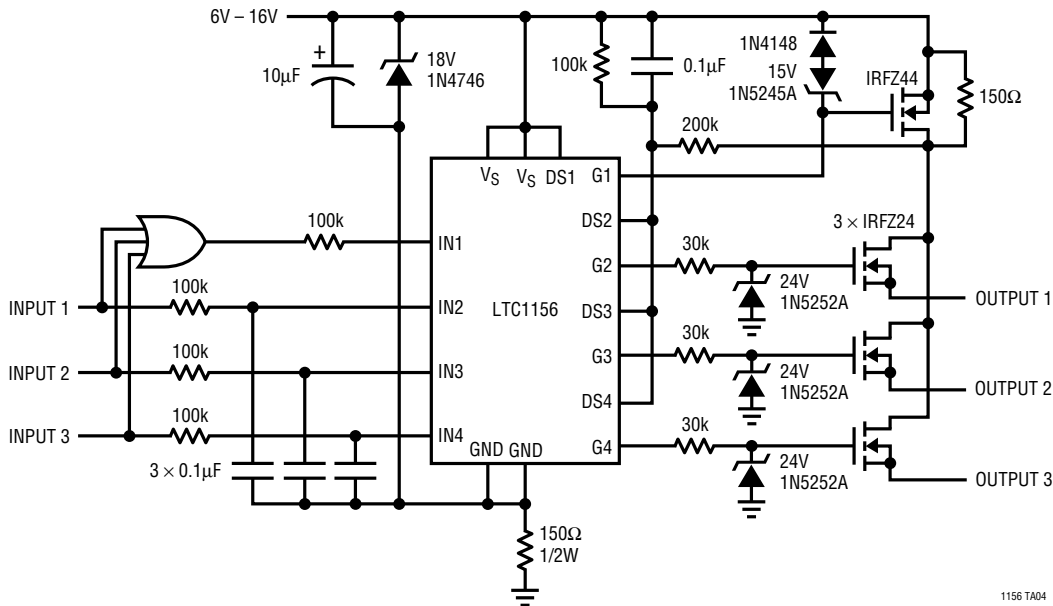 6V – 16V
+
10µF
18V
1N4746
100k
0.1µF
1N4148
15V
1N5245A
IRFZ44
150Ω
200k
VS
VS
DS1
G1
DS2
3 × IRFZ24
100k
IN1
G2
30k
24V
1N5252A
OUTPUT 1
INPUT 1
100k
IN2
LTC1156
DS3
G3
30k
24V
1N5252A
OUTPUT 2
INPUT 2
100k
IN3
DS4
INPUT 3
100k
IN4
GND
GND
G4
30k
24V
1N5252A
OUTPUT 3
3 × 0.1µF
150Ω
1/2W
1156 TA04